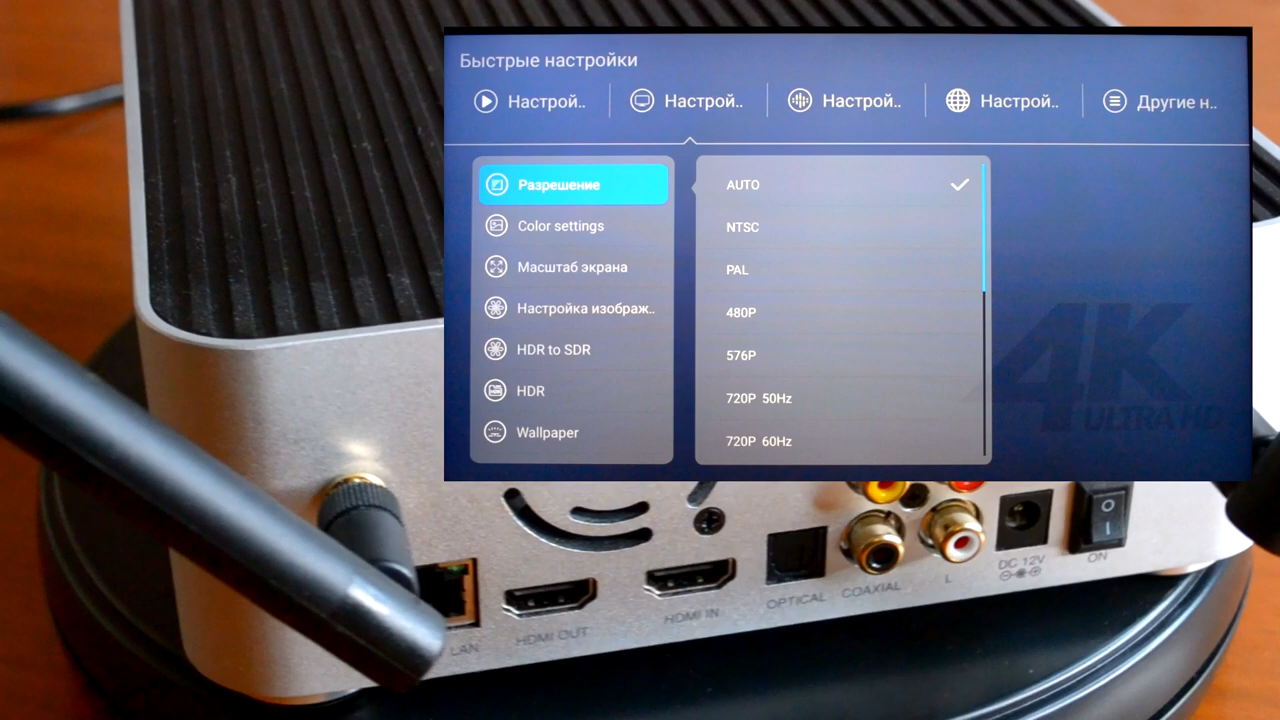 Быстрые настройки
Настрой..
Настрой..
Настрой..
Настрой..
Другие н..
Разрешение
Color settings
Масштаб экрана
Настройка изображ..
HDR to SDR
HDR
Wallpaper
AUTO
NTSC
PAL
480P
576P
720P 50Hz
720P 60Hz
4K
ULTRA HD
LAN
HDMI OUT
HDMI IN
OPTICAL
COAXIAL
L
DC 12V
ON